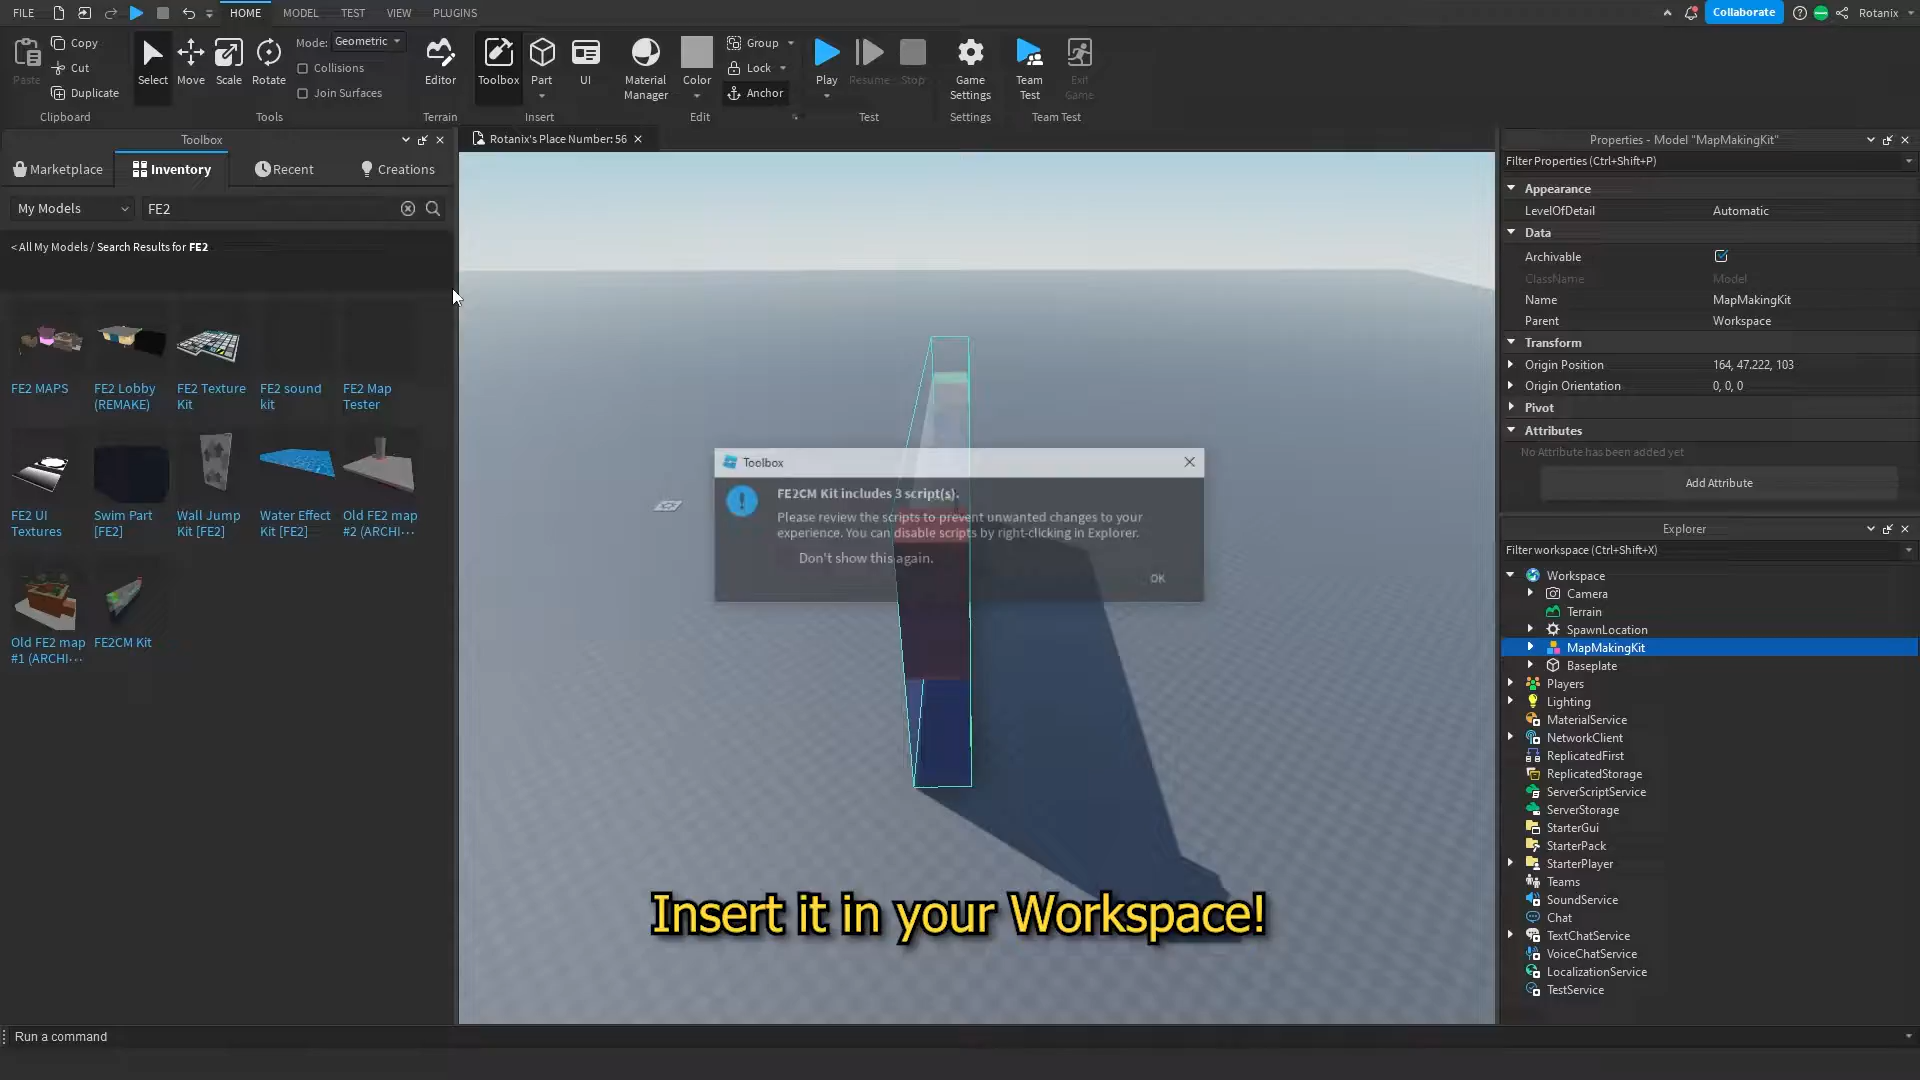 FILE
HOME
MODEL
TEST
VIEW
PLUGINS
Collaborate
Rotanix
Paste
Copy
Cut
Duplicate
Clipboard
Select
Move
Scale
Rotate
Mode: Geometric
Collisions
Join Surfaces
Tools
Editor
Terrain
Toolbox
Part
UI
Insert
Material
Manager
Color
Group
Lock
Anchor
Edit
Play
Resume
Stop
Test
Game
Settings
Settings
Team
Test
Exit
Game
Team Test
Toolbox
Marketplace
Inventory
Recent
Creations
My Models
FE2
< All My Models / Search Results for FE2
FE2 MAPS
FE2 Lobby
(REMAKE)
FE2 Texture
Kit
FE2 sound
kit
FE2 Map
Tester
FE2 UI
Textures
Swim Part
[FE2]
Wall Jump
Kit [FE2]
Water Effect
Kit [FE2]
Old FE2 map
#2 (ARCHI···
Old FE2 map
#1 (ARCHI···
FE2CM Kit
Rotanix's Place Number: 56
Toolbox
FE2CM Kit includes 3 script(s).
Please review the scripts to prevent unwanted changes to your
experience. You can disable scripts by right-clicking in Explorer.
Don't show this again.
OK
Insert it in your Workspace!
Properties - Model "MapMakingKit"
Filter Properties (Ctrl+Shift+P)
Appearance
LevelOfDetail Automatic
Data
Archivable
ClassName Model
Name MapMakingKit
Parent Workspace
Transform
Origin Position 164, 47.222, 103
Origin Orientation 0, 0, 0
Pivot
Attributes
No Attribute has been added yet
Add Attribute
Explorer
Filter workspace (Ctrl+Shift+X)
Workspace
Camera
Terrain
SpawnLocation
MapMakingKit
Baseplate
Players
Lighting
MaterialService
NetworkClient
ReplicatedFirst
ReplicatedStorage
ServerScriptService
ServerStorage
StarterGui
StarterPack
StarterPlayer
Teams
SoundService
Chat
TextChatService
VoiceChatService
LocalizationService
TestService
Run a command